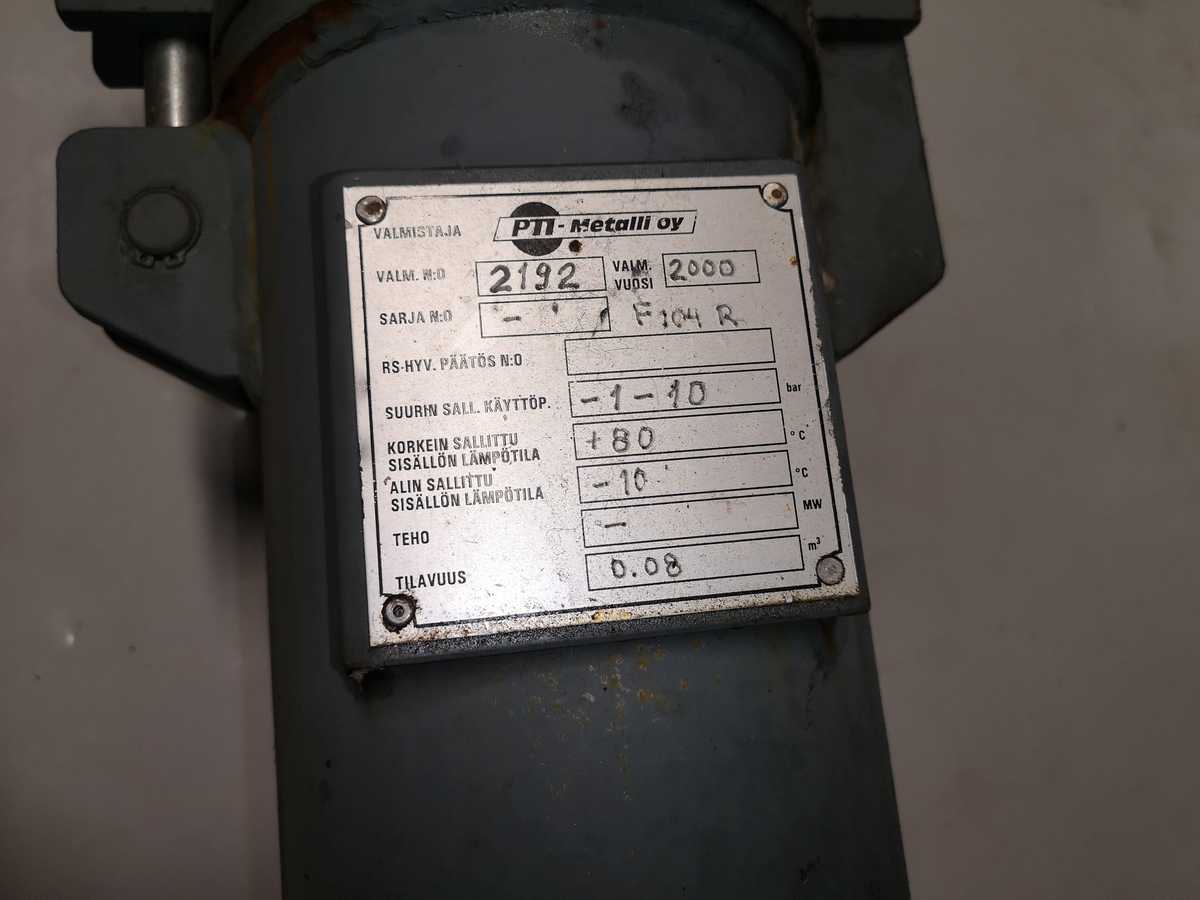 VALMISTAJA PTI-Metalli oy
VALM. N:O 2192 VALM. VUOSI 2000
SARJA N:O - F104 R
RS-HYV. PÄÄTÖS N:O
SUURIN SALL. KÄYTTÖP. -1-10 bar
KORKEIN SALLITTU
SISÄLLÖN LÄMPÖTILA +80 °C
ALIN SALLITTU
SISÄLLÖN LÄMPÖTILA -10 °C
TEHO - MW
TILAVUUS 0.08 m³